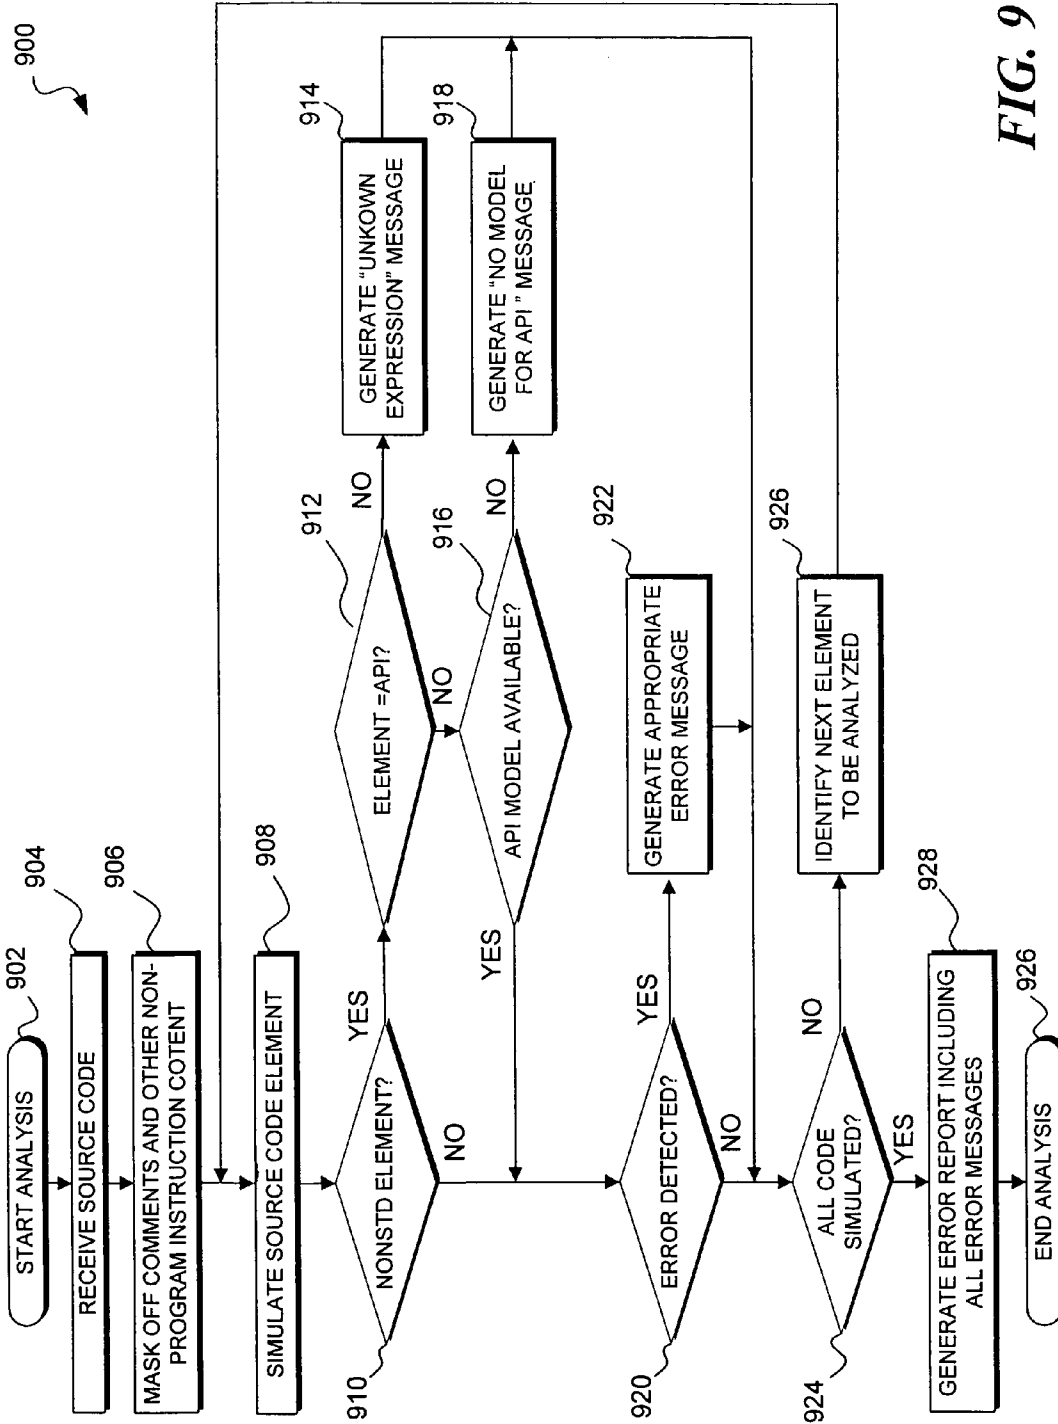 900
START ANALYSIS
902
RECEIVE SOURCE CODE
904
MASK OFF COMMENTS AND OTHER NON-
PROGRAM INSTRUCTION COTENT
906
SIMULATE SOURCE CODE ELEMENT
908
NONSTD ELEMENT?
910
YES
NO
ELEMENT =API?
912
NO
NO
GENERATE "UNKOWN
EXPRESSION" MESSAGE
914
API MODEL AVAILABLE?
916
YES
NO
GENERATE "NO MODEL
FOR API " MESSAGE
918
ERROR DETECTED?
920
YES
NO
GENERATE APPROPRIATE
ERROR MESSAGE
922
ALL CODE
SIMULATED?
924
NO
YES
IDENTIFY NEXT ELEMENT
TO BE ANALYZED
926
GENERATE ERROR REPORT INCLUDING
ALL ERROR MESSAGES
928
END ANALYSIS
926
FIG. 9